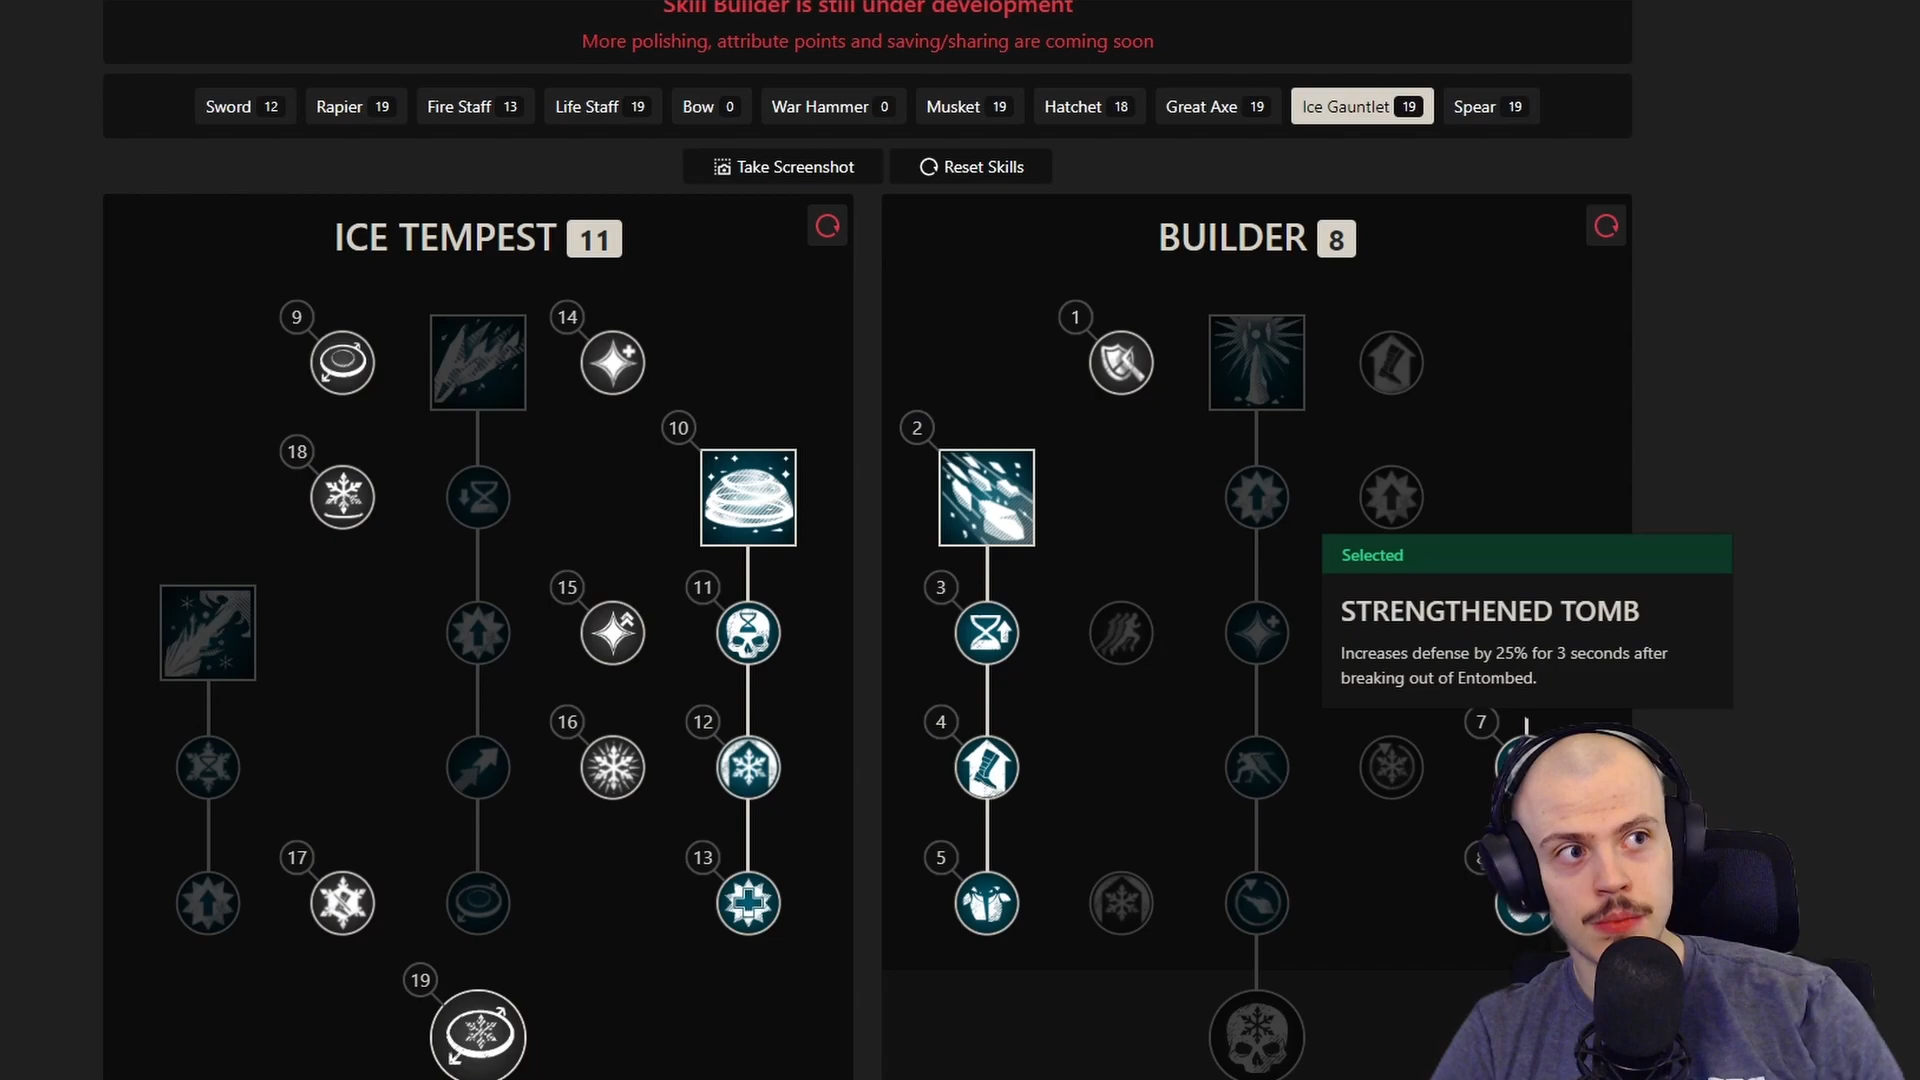 Skill Builder is still under development
More polishing, attribute points and saving/sharing are coming soon
Sword 12 Rapier 19 Fire Staff 13 Life Staff 19 Bow 0 War Hammer 0 Musket 19 Hatchet 18 Great Axe 19 Ice Gauntlet 19 Spear 19
Take Screenshot Reset Skills
ICE TEMPEST 11
9
14
18
10
15
11
16
12
17
13
19
BUILDER 8
1
2
3
4
5
Selected
STRENGTHENED TOMB
Increases defense by 25% for 3 seconds after
breaking out of Entombed.
7